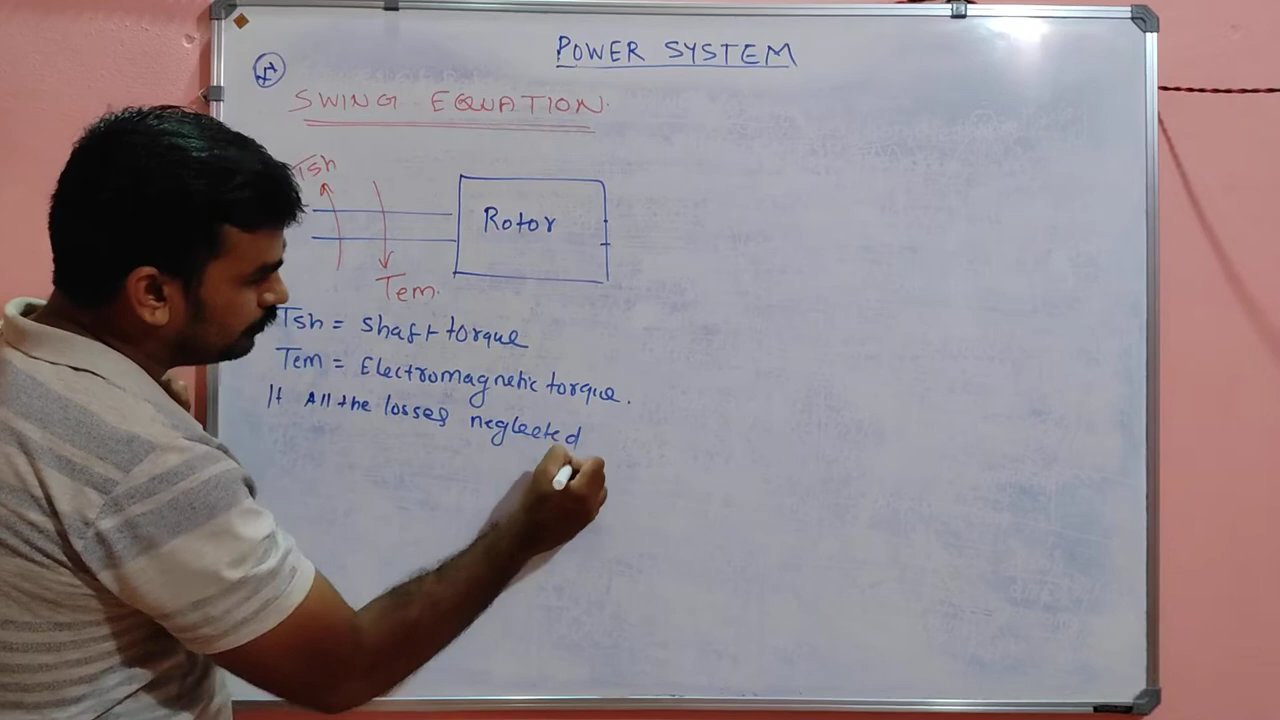 POWER SYSTEM
SWING EQUATION.
Tsh
Rotor
Tem.
Tsh = shaft torque
Tem = Electromagnetic torque.
If All the losses neglected